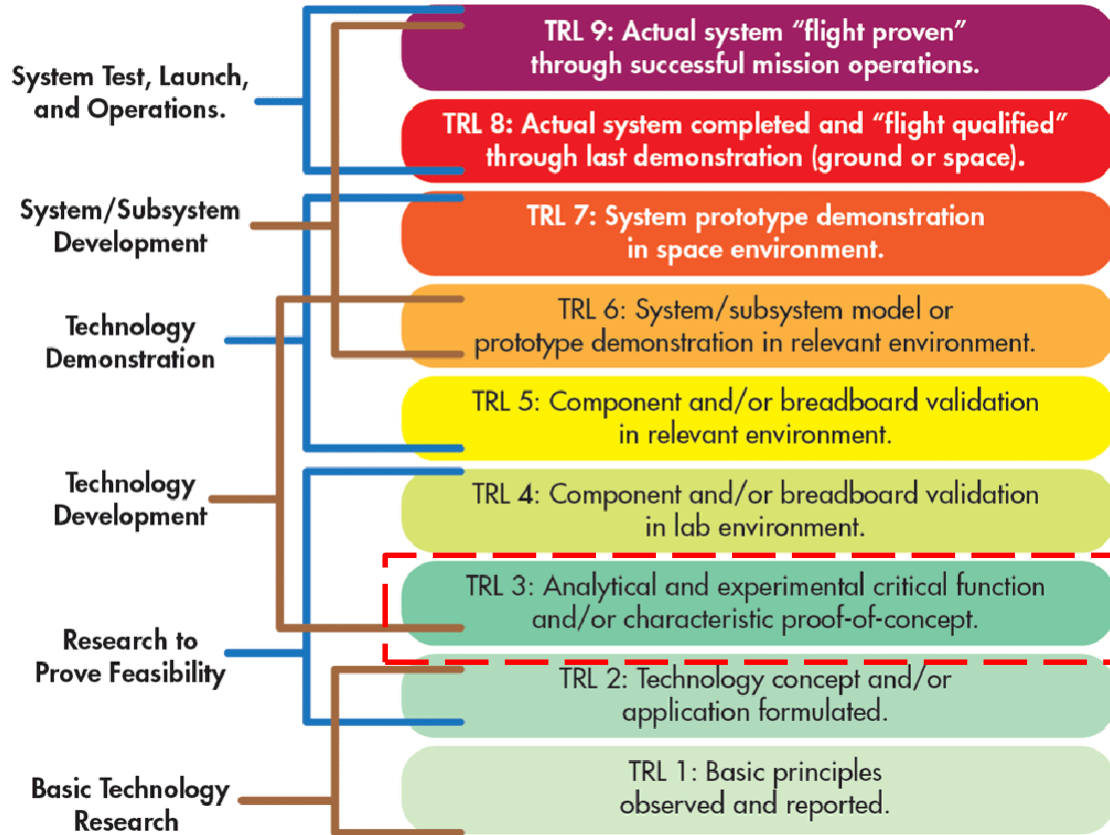 System Test, Launch,
and Operations.
System/Subsystem
Development
Technology
Demonstration
Technology
Development
Research to
Prove Feasibility
Basic Technology
Research
TRL 9: Actual system “flight proven”
through successful mission operations.
TRL 8: Actual system completed and “flight qualified”
through last demonstration (ground or space).
TRL 7: System prototype demonstration
in space environment.
TRL 6: System/subsystem model or
prototype demonstration in relevant environment.
TRL 5: Component and/or breadboard validation
in relevant environment.
TRL 4: Component and/or breadboard validation
in lab environment.
TRL 3: Analytical and experimental critical function
and/or characteristic proof-of-concept.
TRL 2: Technology concept and/or
application formulated.
TRL 1: Basic principles
observed and reported.